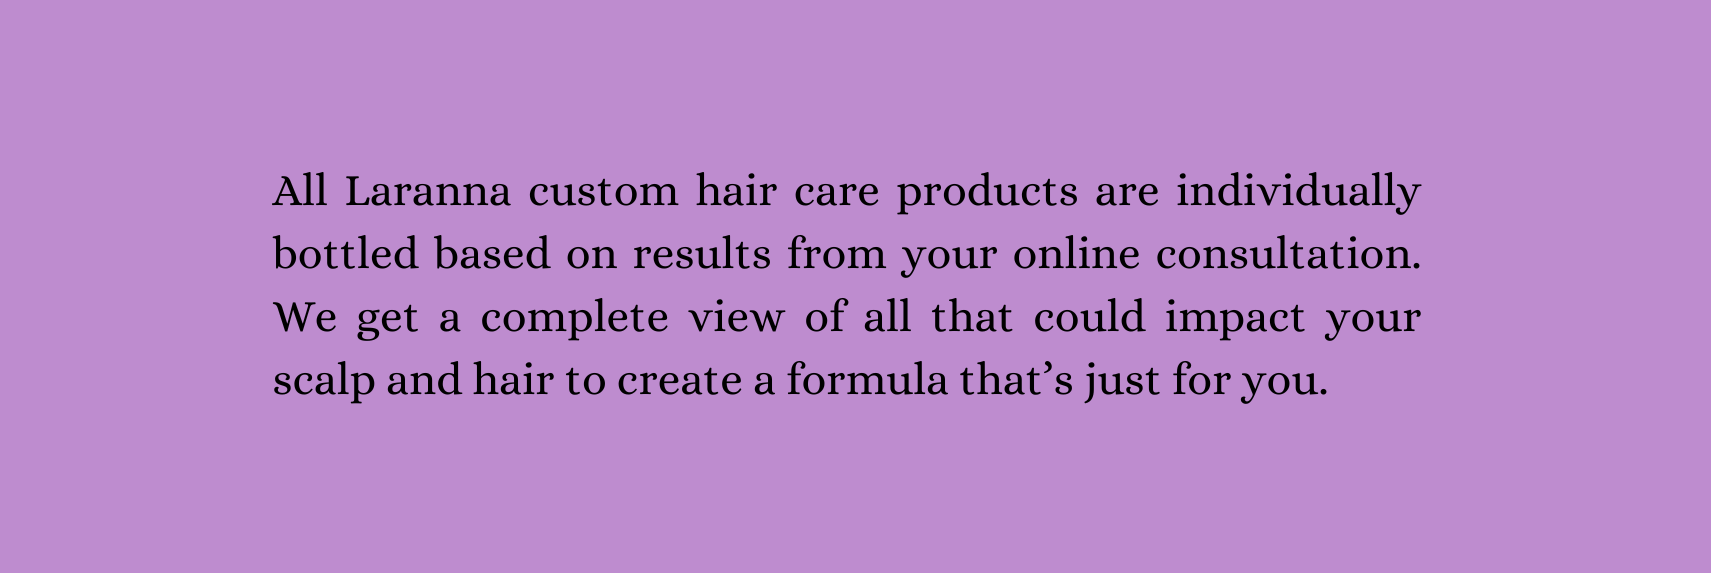 All Laranna custom hair care products are individually
bottled based on results from your online consultation.
We get a complete view of all that could impact your
scalp and hair to create a formula that’s just for you.